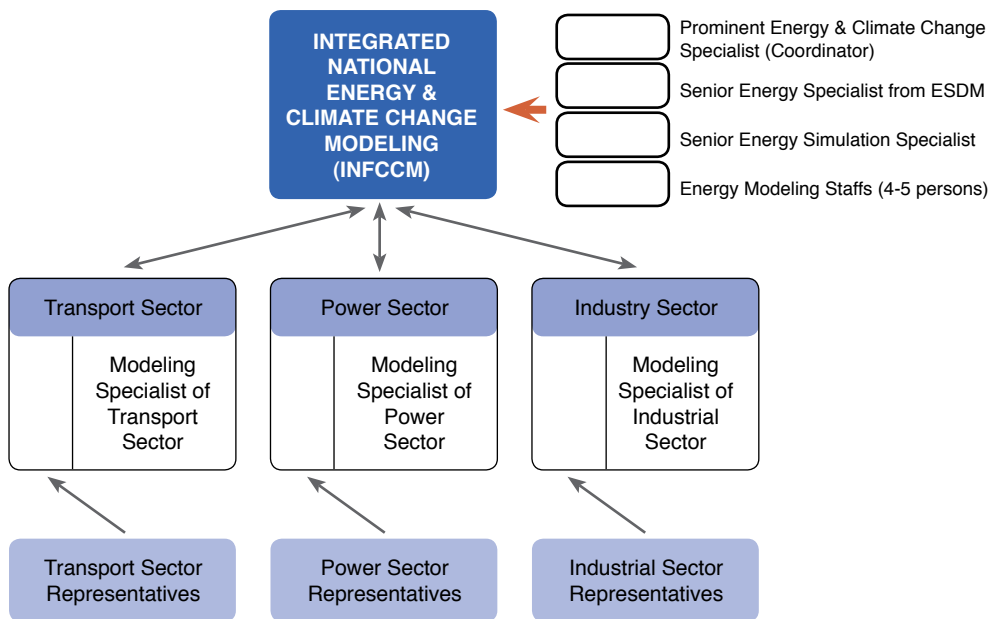 INTEGRATED
NATIONAL
ENERGY &
CLIMATE CHANGE
MODELING
(INFCCM)
Prominent Energy & Climate Change
Specialist (Coordinator)
Senior Energy Specialist from ESDM
Senior Energy Simulation Specialist
Energy Modeling Staffs (4-5 persons)
Transport Sector
Modeling
Specialist of
Transport
Sector
Power Sector
Modeling
Specialist of
Power
Sector
Industry Sector
Modeling
Specialist of
Industrial
Sector
Transport Sector
Representatives
Power Sector
Representatives
Industrial Sector
Representatives